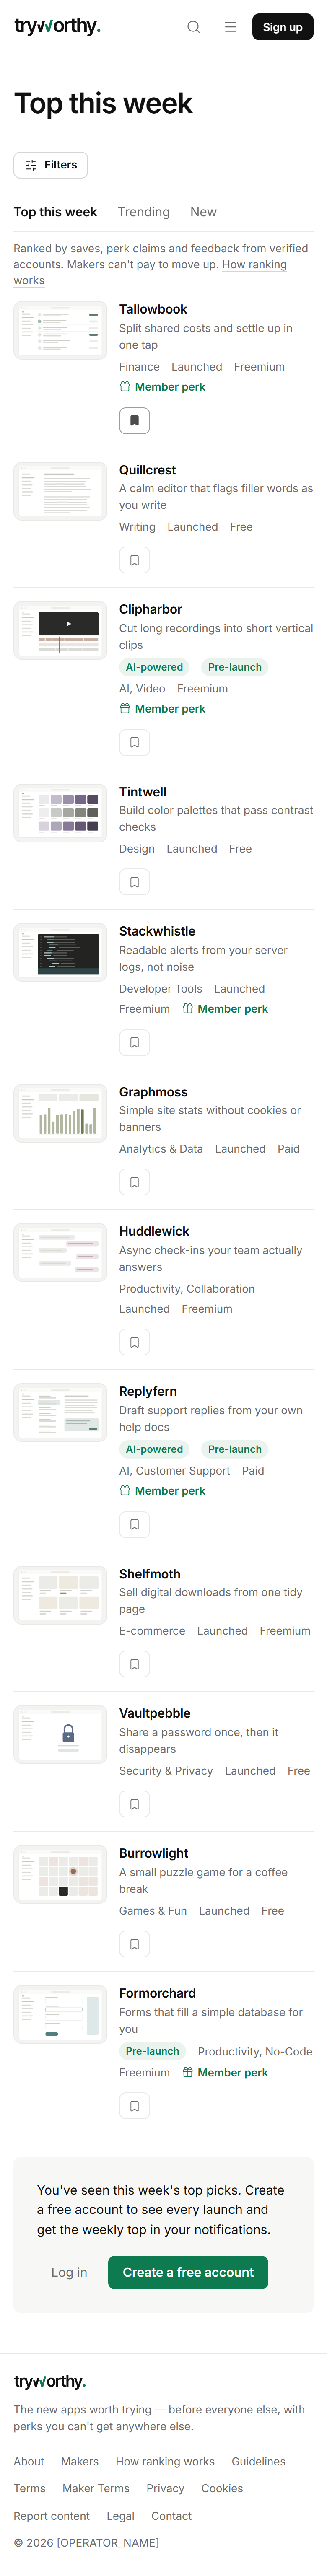 tryworthy.
Sign up
Top this week
Filters
Top this week Trending New
Ranked by saves, perk claims and feedback from verified
accounts. Makers can't pay to move up. How ranking
works
Tallowbook
Split shared costs and settle up in
one tap
Finance Launched Freemium
Member perk
Quillcrest
A calm editor that flags filler words as
you write
Writing Launched Free
Clipharbor
Cut long recordings into short vertical
clips
AI-powered Pre-launch
AI, Video Freemium
Member perk
Tintwell
Build color palettes that pass contrast
checks
Design Launched Free
Stackwhistle
Readable alerts from your server
logs, not noise
Developer Tools Launched
Freemium Member perk
Graphmoss
Simple site stats without cookies or
banners
Analytics & Data Launched Paid
Huddlewick
Async check-ins your team actually
answers
Productivity, Collaboration
Launched Freemium
Replyfern
Draft support replies from your own
help docs
AI-powered Pre-launch
AI, Customer Support Paid
Member perk
Shelfmoth
Sell digital downloads from one tidy
page
E-commerce Launched Freemium
Vaultpebble
Share a password once, then it
disappears
Security & Privacy Launched Free
Burrowlight
A small puzzle game for a coffee
break
Games & Fun Launched Free
Formorchard
Forms that fill a simple database for
you
Pre-launch Productivity, No-Code
Freemium Member perk
You've seen this week's top picks. Create
a free account to see every launch and
get the weekly top in your notifications.
Log in Create a free account
tryworthy.
The new apps worth trying — before everyone else, with
perks you can't get anywhere else.
About Makers How ranking works Guidelines
Terms Maker Terms Privacy Cookies
Report content Legal Contact
© 2026 [OPERATOR_NAME]